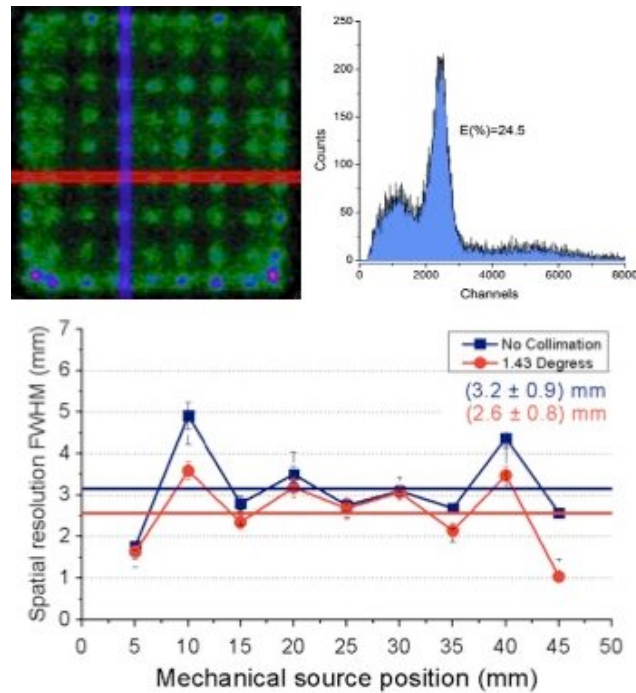 250
200
150
100
50
0
Counts
E(%)=24.5
0 2000 4000 6000 8000
Channels
7
6
5
4
3
2
1
0
Spatial resolution FWHM (mm)
No Collimation
1.43 Degress
(3.2 ± 0.9) mm
(2.6 ± 0.8) mm
0 5 10 15 20 25 30 35 40 45 50
Mechanical source position (mm)